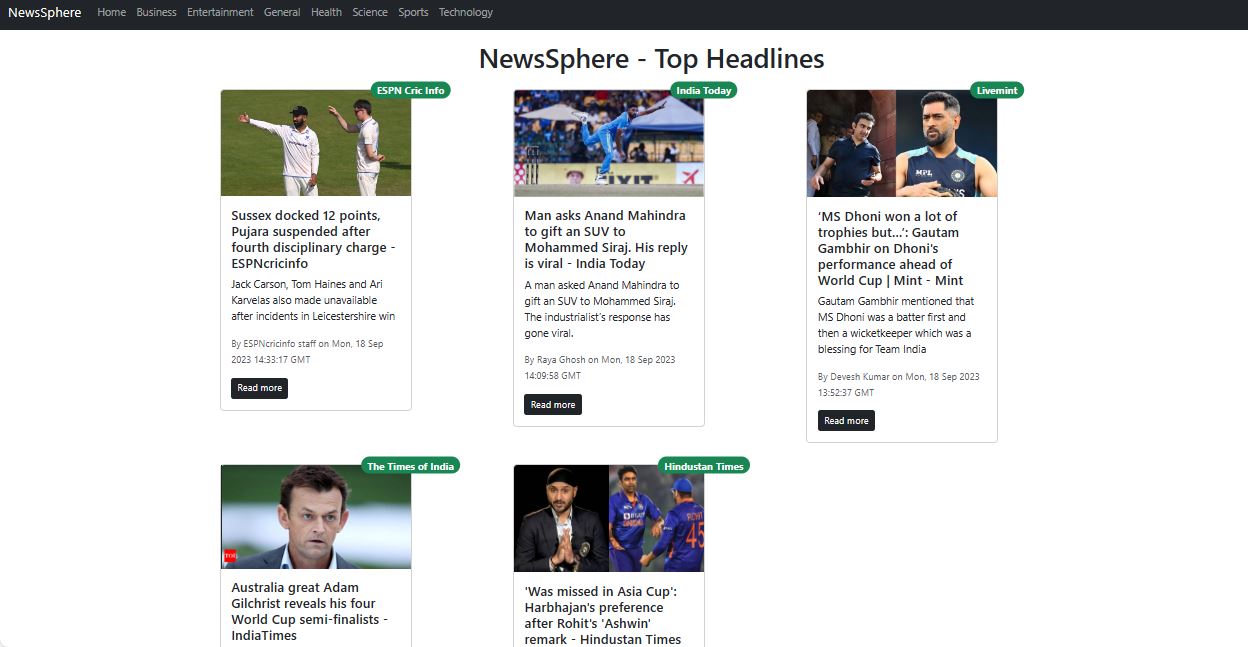 NewsSphere Home Business Entertainment General Health Science Sports Technology
NewsSphere - Top Headlines
ESPN Cric Info
Sussex docked 12 points,
Pujara suspended after
fourth disciplinary charge -
ESPNcricinfo
Jack Carson, Tom Haines and Ari
Karvelas also made unavailable
after incidents in Leicestershire win
By ESPNcricinfo staff on Mon, 18 Sep
2023 14:33:17 GMT
Read more
India Today
Man asks Anand Mahindra
to gift an SUV to
Mohammed Siraj. His reply
is viral - India Today
A man asked Anand Mahindra to
gift an SUV to Mohammed Siraj.
The industrialist’s response has
gone viral.
By Raya Ghosh on Mon, 18 Sep 2023
14:09:58 GMT
Read more
Livemint
MPL
‘MS Dhoni won a lot of
trophies but…’: Gautam
Gambhir on Dhoni's
performance ahead of
World Cup | Mint - Mint
Gautam Gambhir mentioned that
MS Dhoni was a batter first and
then a wicketkeeper which was a
blessing for Team India
By Devesh Kumar on Mon, 18 Sep 2023
13:52:37 GMT
Read more
The Times of India
TOI
Australia great Adam
Gilchrist reveals his four
World Cup semi-finalists -
IndiaTimes
Hindustan Times
ROHIT
45
'Was missed in Asia Cup':
Harbhajan's preference
after Rohit's 'Ashwin'
remark - Hindustan Times